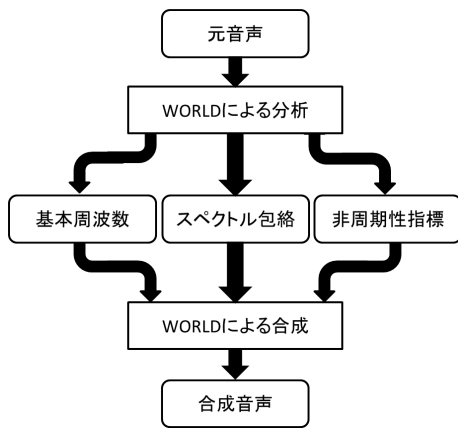 元音声
WORLDによる分析
基本周波数
スペクトル包絡
非周期性指標
WORLDによる合成
合成音声